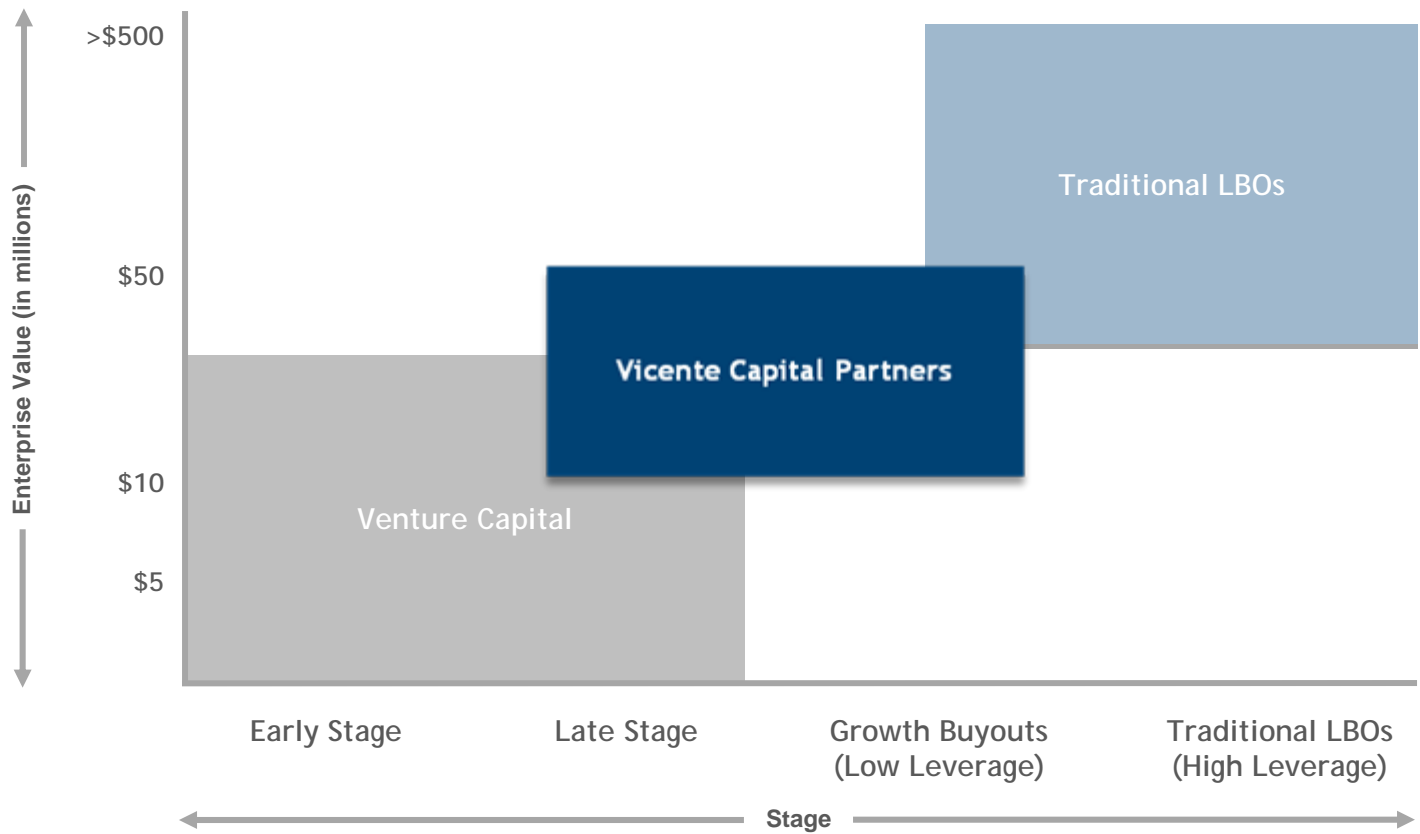 Enterprise Value (in millions)
>$500
$50
$10
$5
Traditional LBOs
Vicente Capital Partners
Venture Capital
Early Stage
Late Stage
Growth Buyouts
(Low Leverage)
Traditional LBOs
(High Leverage)
Stage